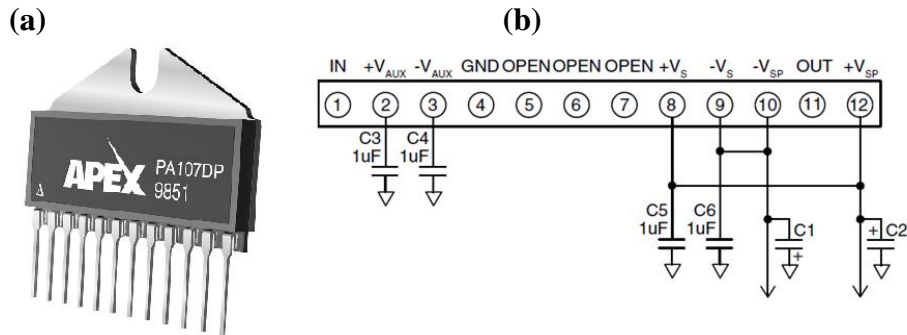 (a)
(b)
APEX PA107DP
9851
Δ
IN +VAUX -VAUX GND OPEN OPEN OPEN +VS -VS -VSP OUT +VSP
1 2 3 4 5 6 7 8 9 10 11 12
C3 1uF
C4 1uF
C5 1uF
C6 1uF
C1 +
+ C2